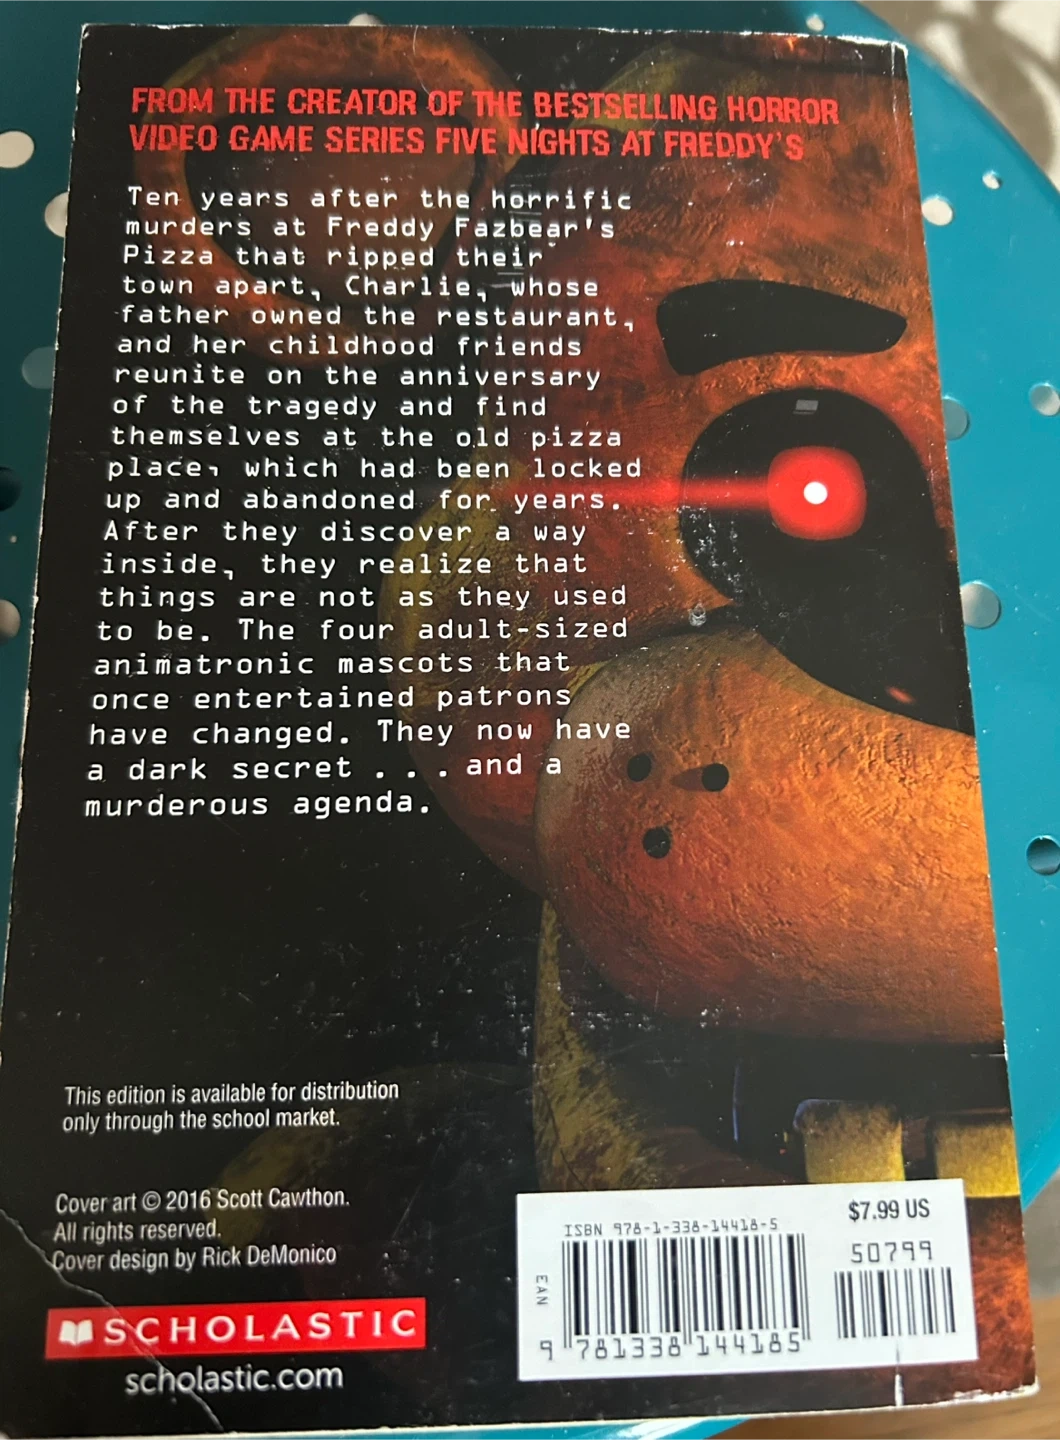 FROM THE CREATOR OF THE BESTSELLING HORROR
VIDEO GAME SERIES FIVE NIGHTS AT FREDDY'S
Ten years after the horrific
murders at Freddy Fazbear's
Pizza that ripped their
town apart, Charlie, whose
father owned the restaurant,
and her childhood friends
reunite on the anniversary
of the tragedy and find
themselves at the old pizza
place, which had been locked
up and abandoned for years.
After they discover a way
inside, they realize that
things are not as they used
to be. The four adult-sized
animatronic mascots that
once entertained patrons
have changed. They now have
a dark secret . . . and a
murderous agenda.
This edition is available for distribution
only through the school market.
Cover art © 2016 Scott Cawthon.
All rights reserved.
Cover design by Rick DeMonico
SCHOLASTIC
scholastic.com
ISBN 978-1-338-14418-5
$7.99 US
50799
EAN
9 781338 144185